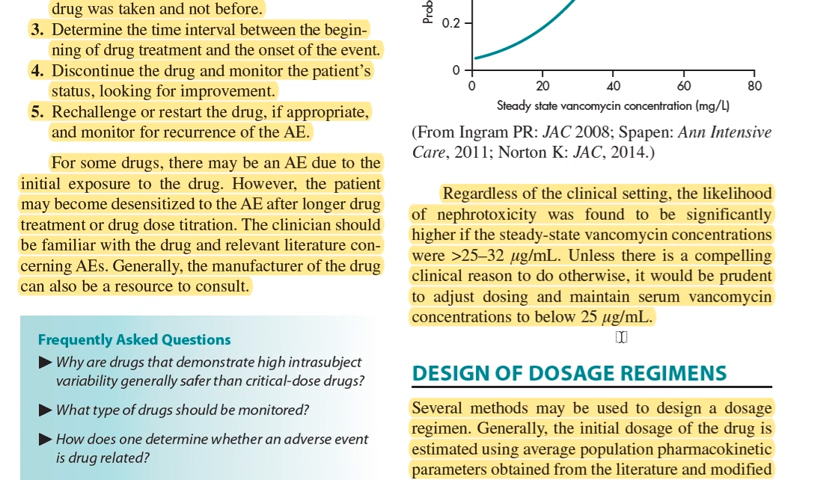 drug was taken and not before.
3. Determine the time interval between the begin-
ning of drug treatment and the onset of the event.
4. Discontinue the drug and monitor the patient's
status, looking for improvement.
5. Rechallenge or restart the drug, if appropriate,
and monitor for recurrence of the AE.
For some drugs, there may be an AE due to the
initial exposure to the drug. However, the patient
may become desensitized to the AE after longer drug
treatment or drug dose titration. The clinician should
be familiar with the drug and relevant literature con-
cerning AEs. Generally, the manufacturer of the drug
can also be a resource to consult.
Frequently Asked Questions
▶ Why are drugs that demonstrate high intrasubject
variability generally safer than critical-dose drugs?
▶ What type of drugs should be monitored?
▶ How does one determine whether an adverse event
is drug related?
Prob
0.2
0
0 20 40 60 80
Steady state vancomycin concentration (mg/L)
(From Ingram PR: JAC 2008; Spapen: Ann Intensive
Care, 2011; Norton K: JAC, 2014.)
Regardless of the clinical setting, the likelihood
of nephrotoxicity was found to be significantly
higher if the steady-state vancomycin concentrations
were >25–32 μg/mL. Unless there is a compelling
clinical reason to do otherwise, it would be prudent
to adjust dosing and maintain serum vancomycin
concentrations to below 25 μg/mL.
DESIGN OF DOSAGE REGIMENS
Several methods may be used to design a dosage
regimen. Generally, the initial dosage of the drug is
estimated using average population pharmacokinetic
parameters obtained from the literature and modified